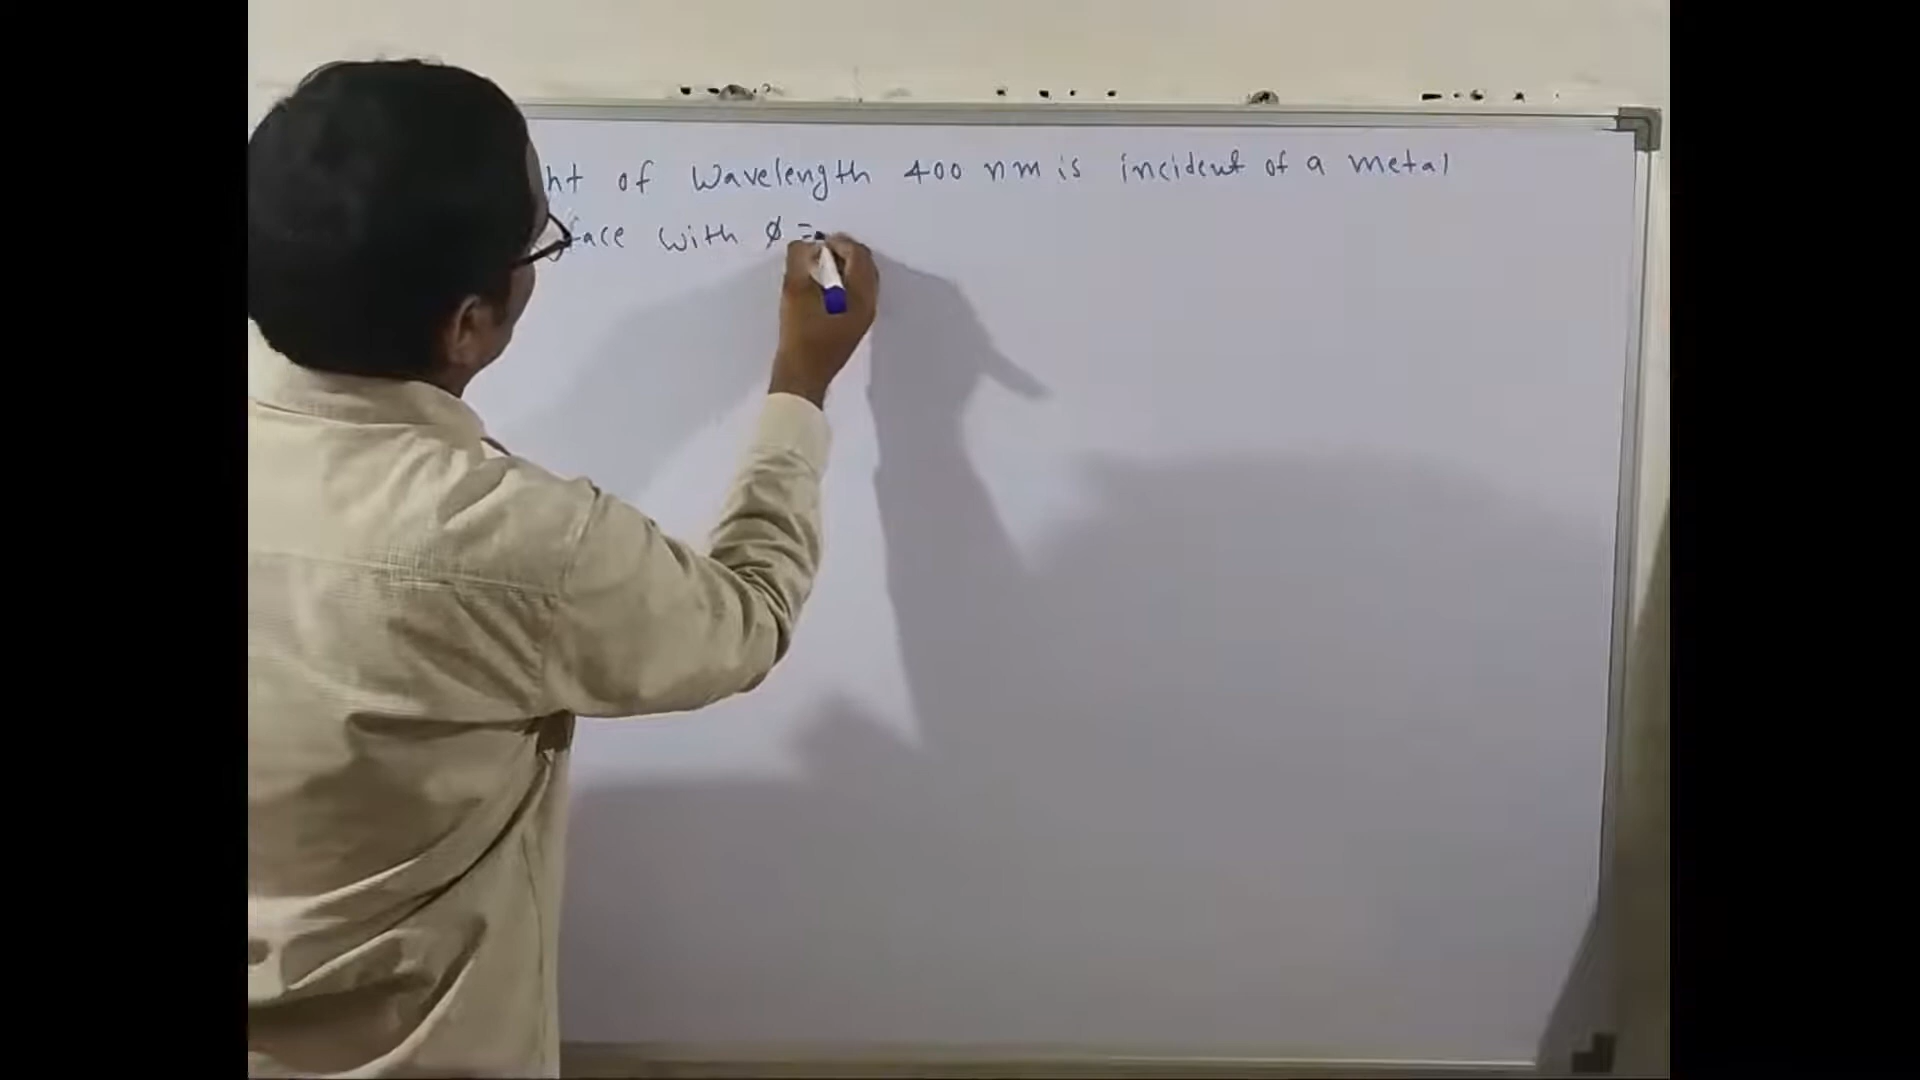 ht of wavelength 400 nm is incident of a metal
face with ϕ =